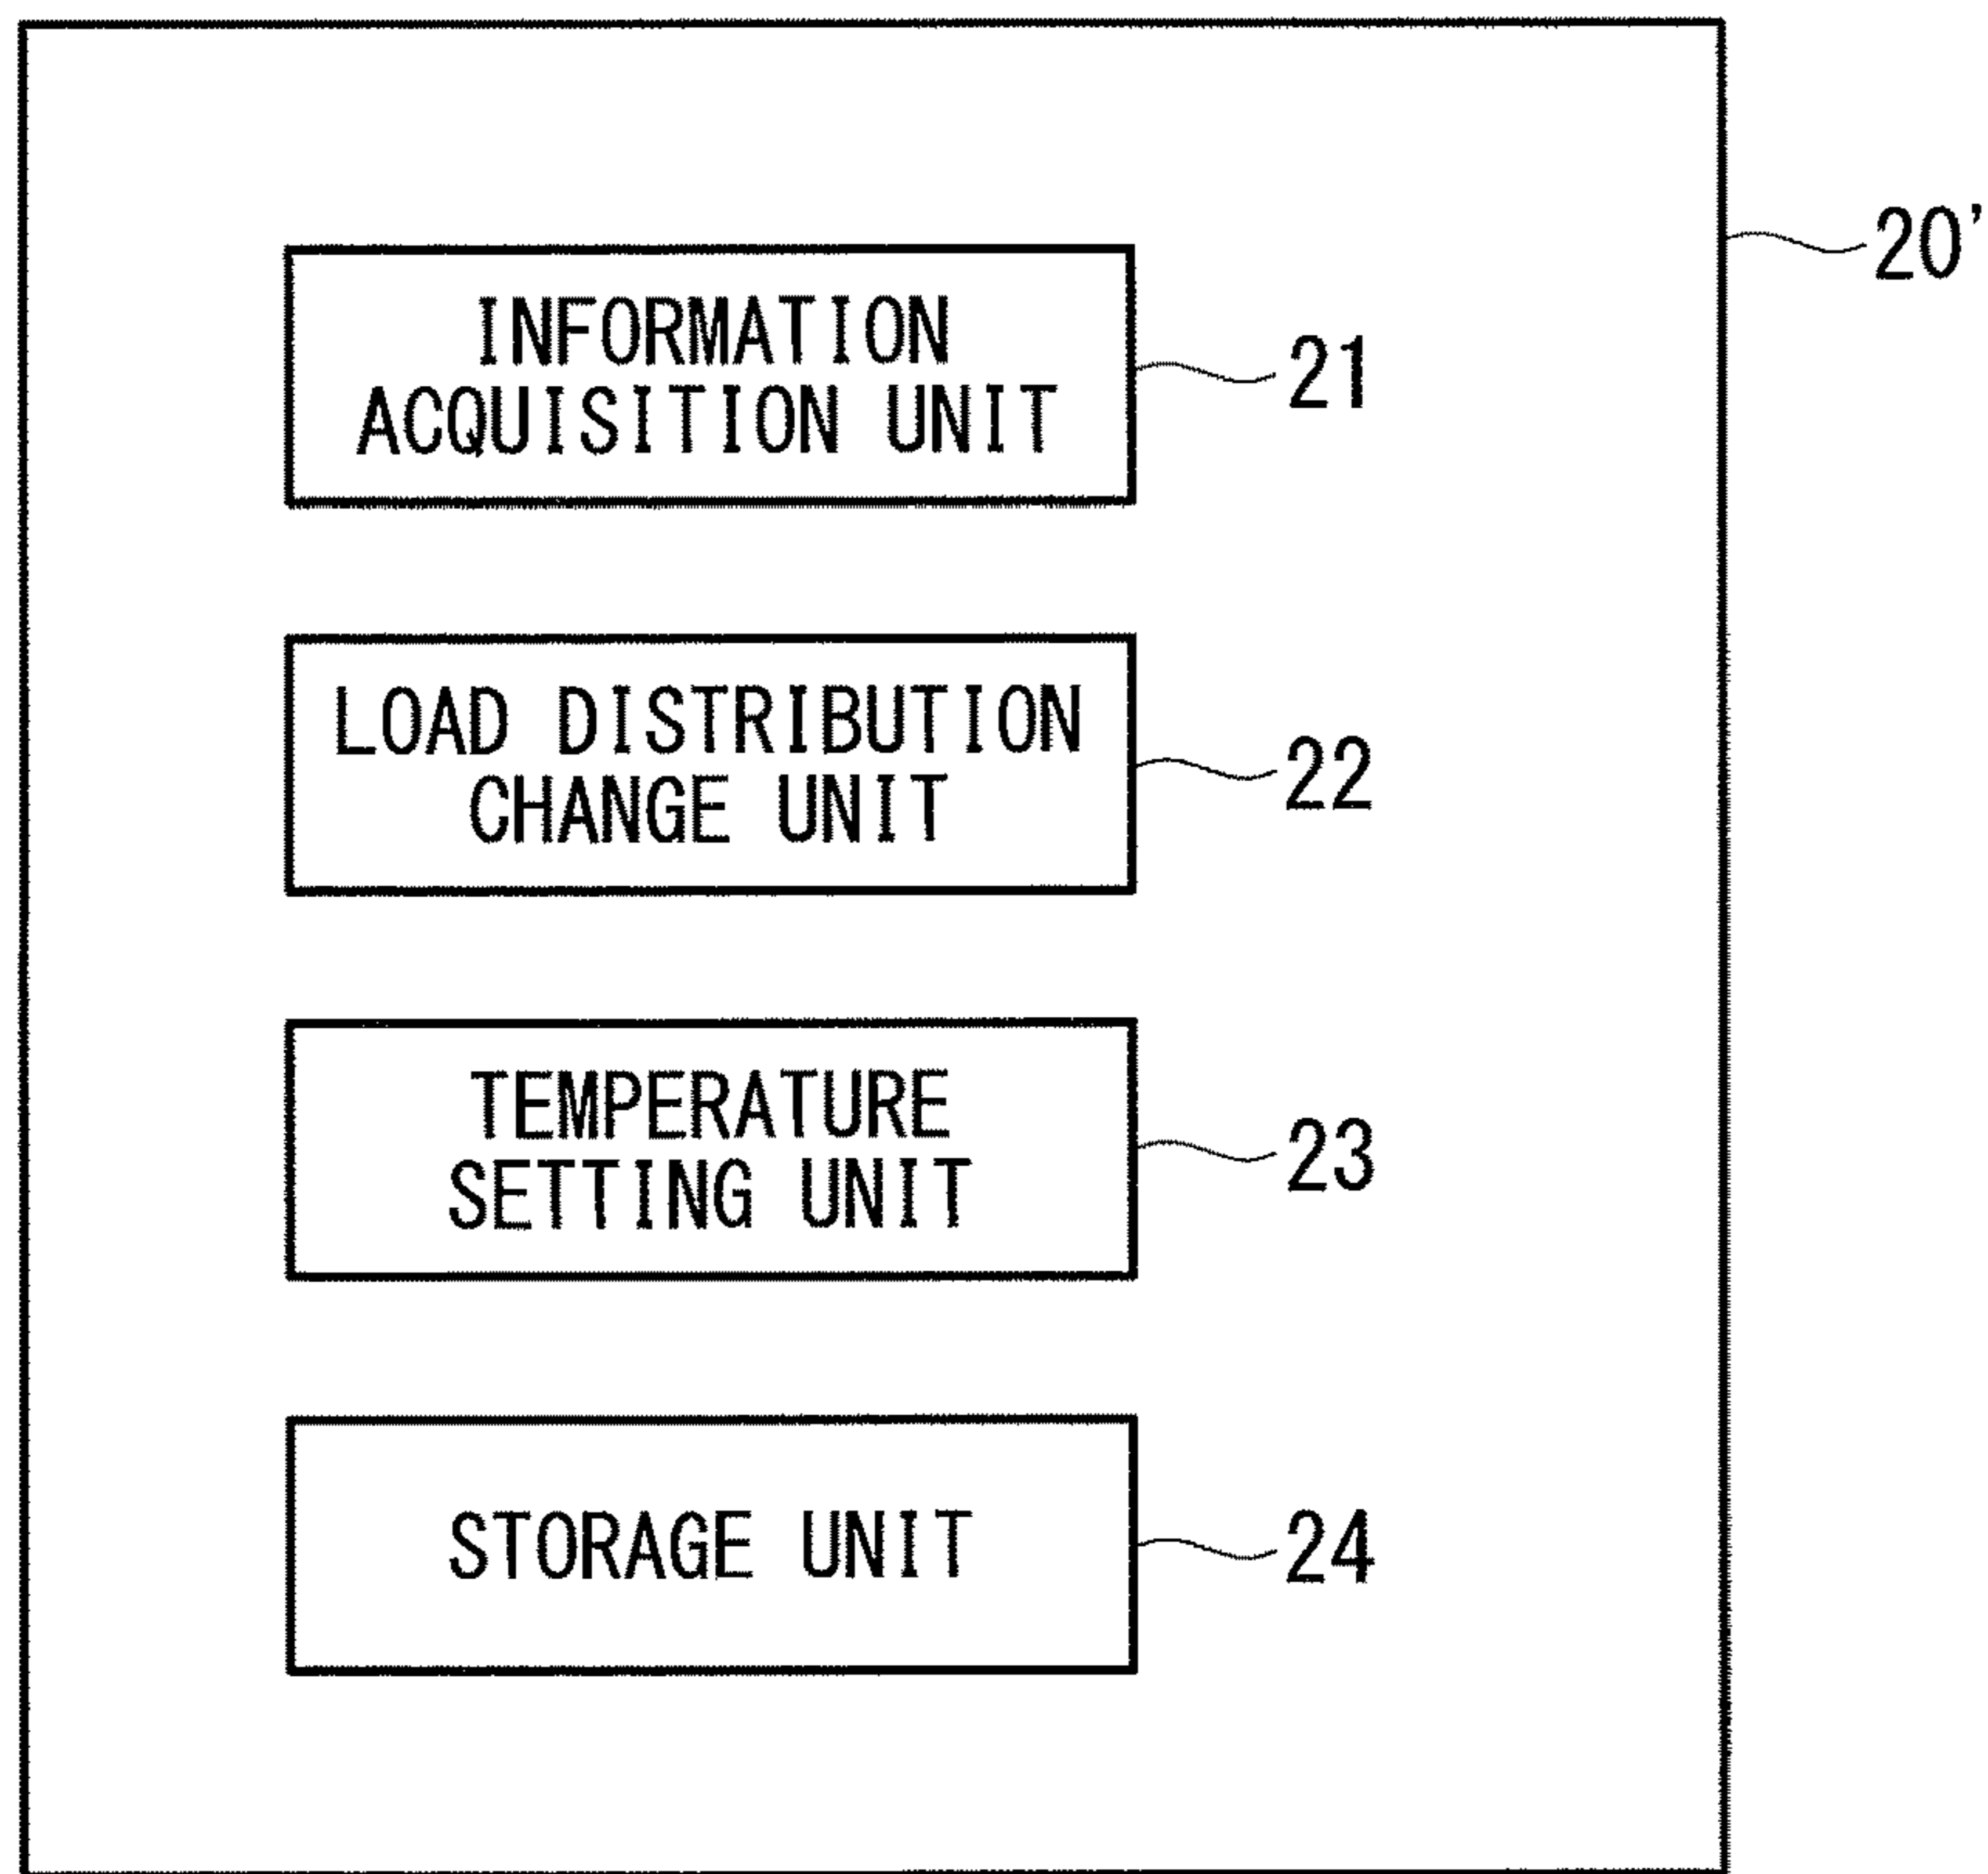 20'
INFORMATION
ACQUISITION UNIT
21
LOAD DISTRIBUTION
CHANGE UNIT
22
TEMPERATURE
SETTING UNIT
23
STORAGE UNIT
24